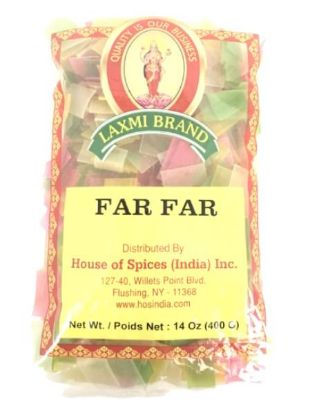 QUALITY IS OUR BUSINESS
LAXMI BRAND
FAR FAR
Distributed By
House of Spices (India) Inc.
127-40, Willets Point Blvd.
Flushing, NY - 11368
www.hosindia.com
Net Wt. / Poids Net : 14 Oz (400 G)